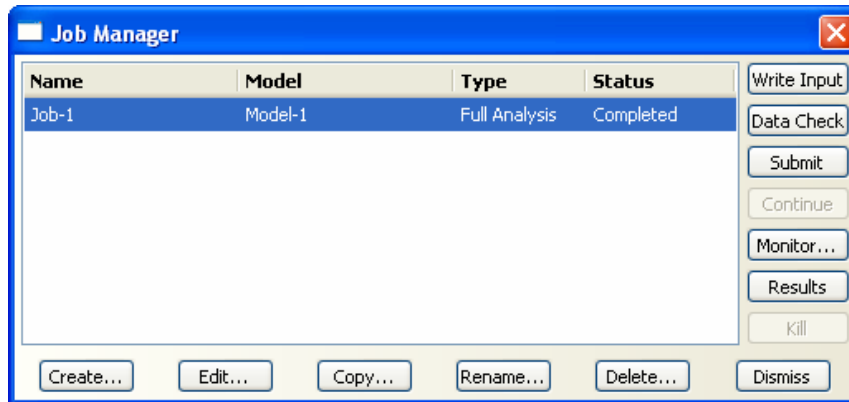 Job Manager
Name Model Type Status
Job-1 Model-1 Full Analysis Completed
Write Input
Data Check
Submit
Continue
Monitor...
Results
Kill
Create... Edit... Copy... Rename... Delete... Dismiss